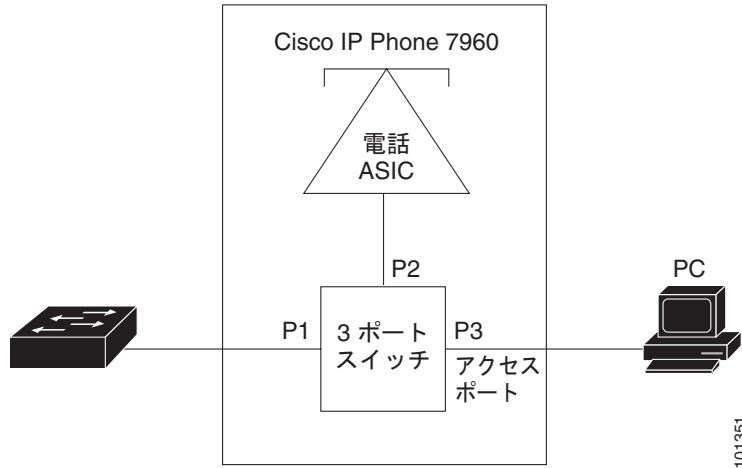 Cisco IP Phone 7960
電話
ASIC
P2
PC
P1
3 ポート
スイッチ
P3
アクセス
ポート
101351